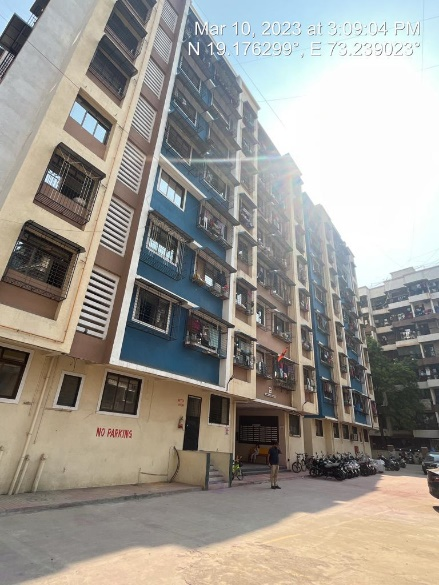 Mar 10, 2023 at 3:09:04 PM
N 19.176299°, E 73.239023°
NO PARKING